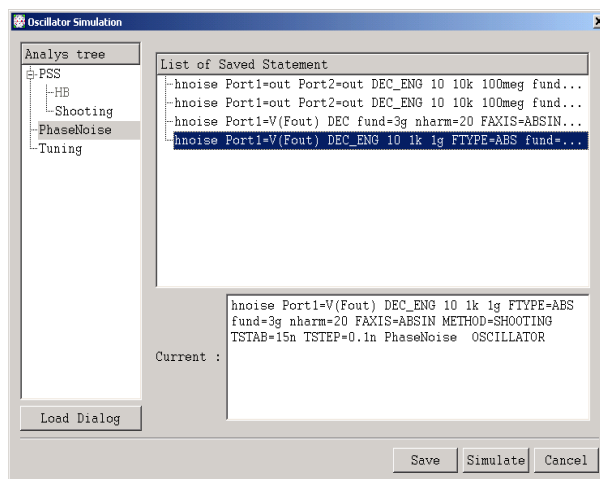 Oscillator Simulation
Analys tree
PSS
HB
Shooting
PhaseNoise
Tuning
Load Dialog
List of Saved Statement
hnoise Port1=out Port2=out DEC_ENG 10 10k 100meg fund...
hnoise Port1=out Port2=out DEC_ENG 10 10k 100meg fund...
hnoise Port1=V(Fout) DEC fund=3g nharm=20 FAXIS=ABSIN...
hnoise Port1=V(Fout) DEC_ENG 10 1k 1g FTYPE=ABS fund=...
Current :
hnoise Port1=V(Fout) DEC_ENG 10 1k 1g FTYPE=ABS
fund=3g nharm=20 FAXIS=ABSIN METHOD=SHOOTING
TSTAB=15n TSTEP=0.1n PhaseNoise OSCILLATOR
Save
Simulate
Cancel